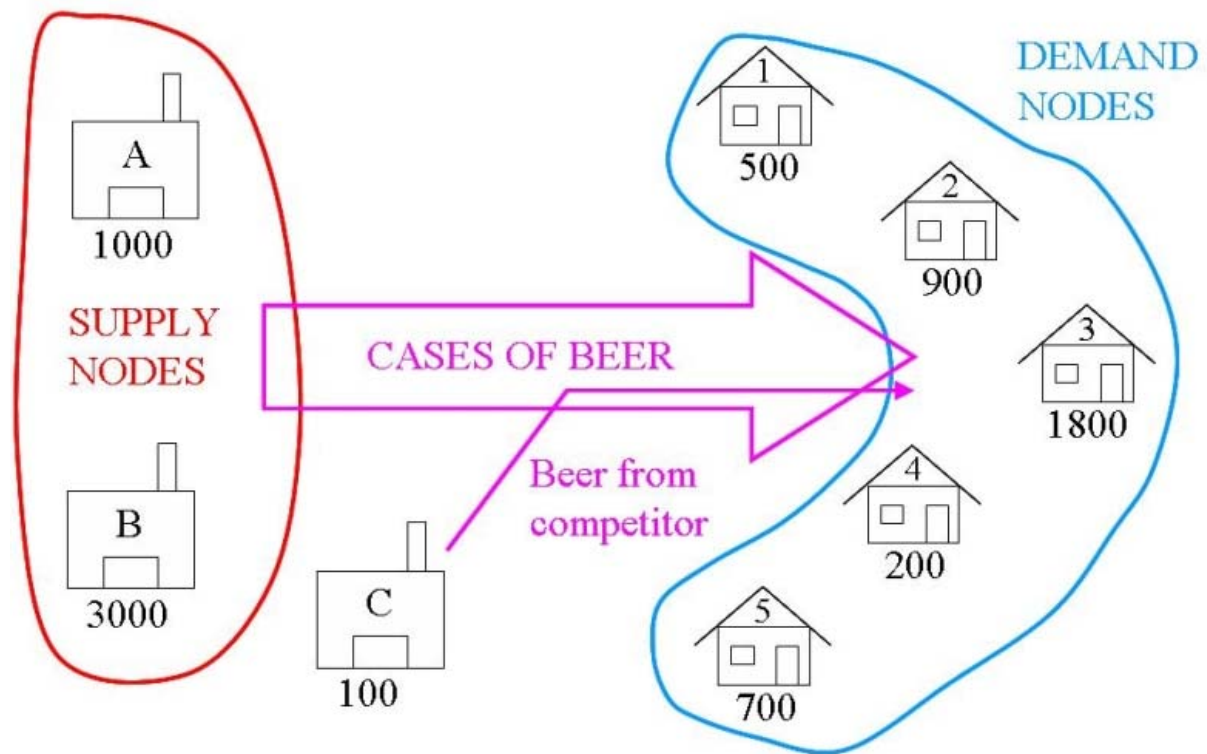 DEMAND
NODES
1
500
A
1000
2
900
SUPPLY
NODES
CASES OF BEER
3
1800
Beer from
competitor
4
200
B
3000
C
100
5
700